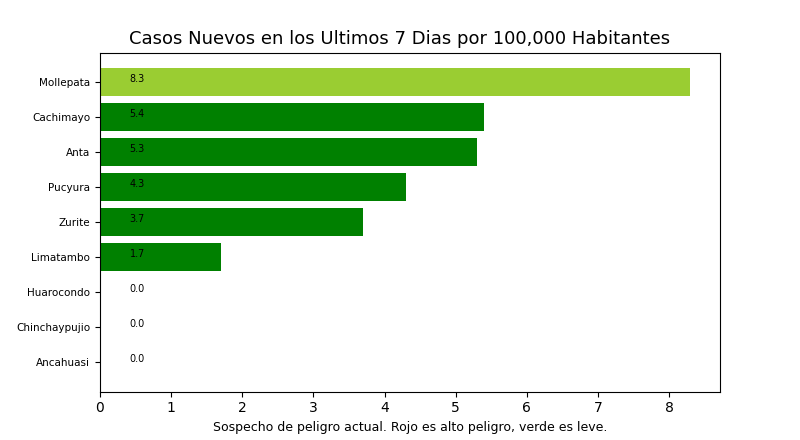 Casos Nuevos en los Ultimos 7 Dias por 100,000 Habitantes
Mollepata 8.3
Cachimayo 5.4
Anta 5.3
Pucyura 4.3
Zurite 3.7
Limatambo 1.7
Huarocondo 0.0
Chinchaypujio 0.0
Ancahuasi 0.0
0 1 2 3 4 5 6 7 8
Sospecho de peligro actual. Rojo es alto peligro, verde es leve.